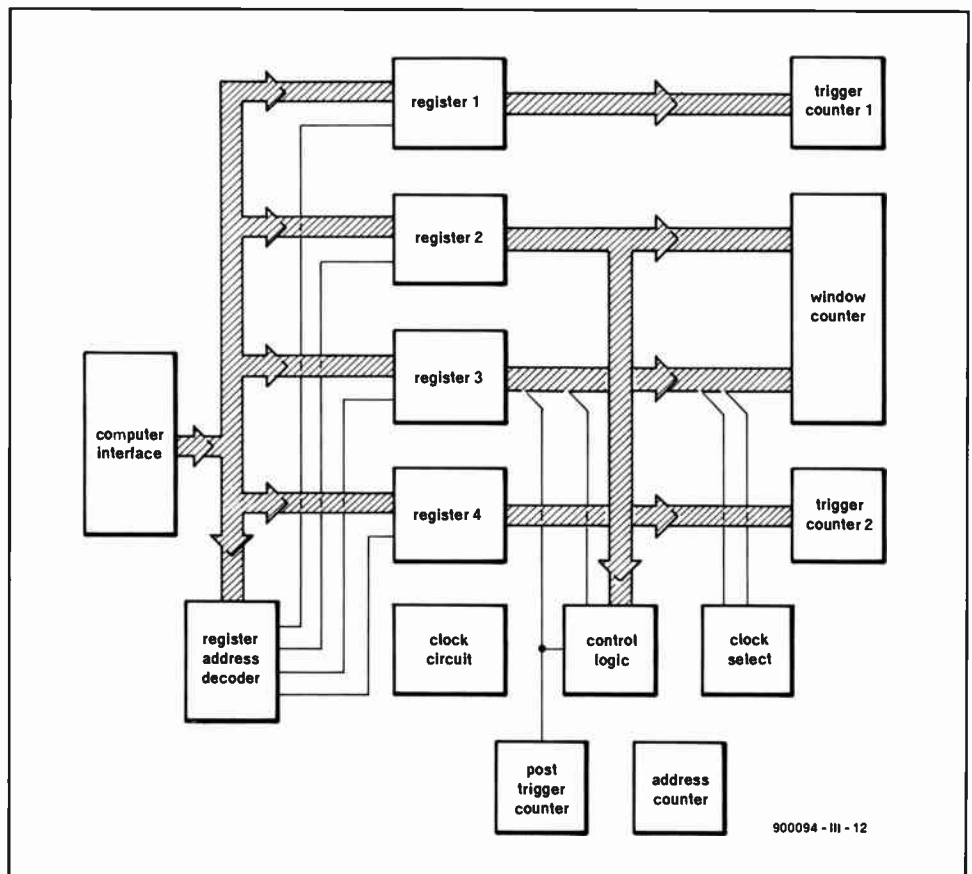 register 1
trigger
counter 1
register 2
window
counter
register 3
computer
interface
register 4
trigger
counter 2
register
address
decoder
clock
circuit
control
logic
clock
select
post
trigger
counter
address
counter
900094 - III - 12